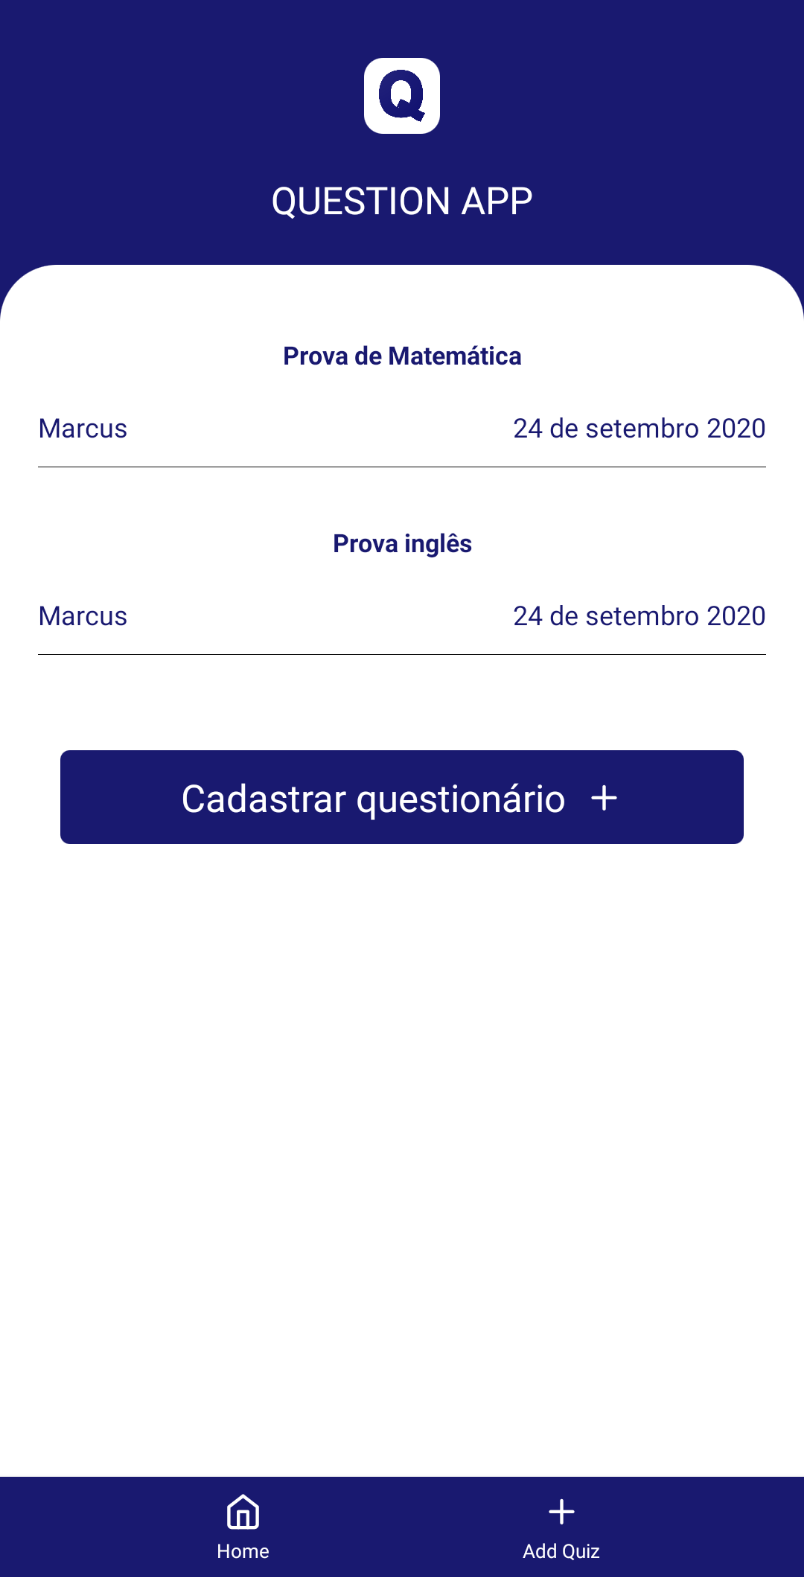 Q
QUESTION APP
Prova de Matemática
Marcus 24 de setembro 2020
Prova inglês
Marcus 24 de setembro 2020
Cadastrar questionário +
Home Add Quiz